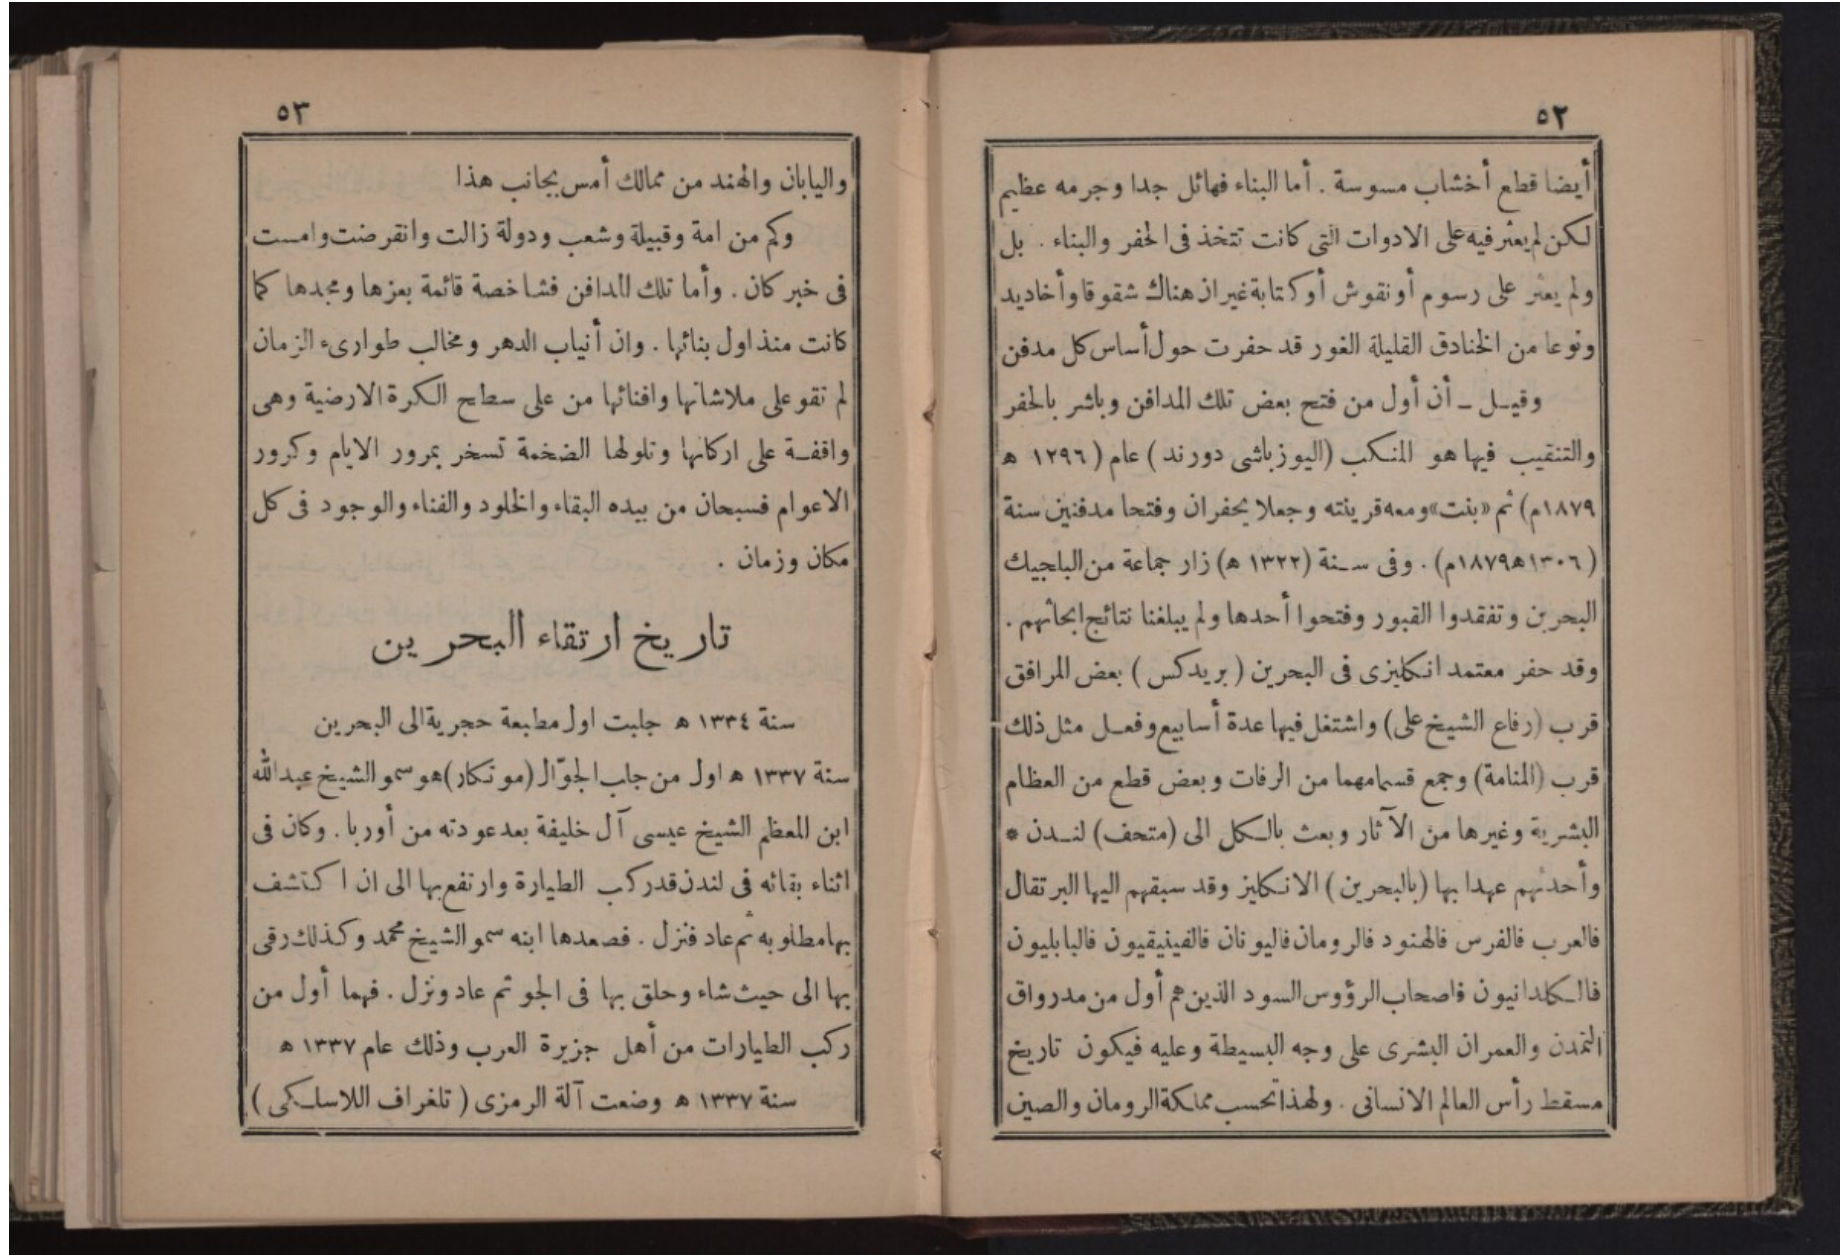 ٥٢
أيضا قطع أخشاب مسوسة . أما البناء فهائل جدا وجرمه عظيم
لكن لم يعثر فيه على الادوات التى كانت تتخذ فى الحفر والبناء . بل
ولم يعثر على رسوم أو نقوش أو كتابة غير ان هناك شقوقا وأخاديد
ونوعا من الخنادق القليلة الغور قد حفرت حول أساس كل مدفن
وقيل ــ أن أول من فتح بعض تلك المدافن وباشر بالحفر
والتنقيب فيها هو المنكب (اليوزباشى دورند) عام (١٢٩٦ ه
١٨٧٩م) ثم «بنت» ومعه قرينته وجعلا يحفران وفتحا مدفنين سنة
(١٣٠٦ه١٨٧٩م) . وفى سنة (١٣٢٢ ه) زار جماعة من البلجيك
البحرين وتفقدوا القبور وفتحوا أحدها ولم يبلغنا نتائج ابحاثهم .
وقد حفر معتمد انكليزى فى البحرين (بريدكس) بعض المرافق
قرب (رفاع الشيخ على) واشتغل فيها عدة أسابيع وفعل مثل ذلك
قرب (المنامة) وجمع قسما مهما من الرفات وبعض قطع من العظام
البشرية وغيرها من الآثار وبعث بالكل الى (متحف) لندن *
وأحدثهم عهدا بها (بالبحرين) الانكليز وقد سبقهم اليها البرتقال
فالعرب فالفرس فالهنود فالرومان فاليونان فالفينيقيون فالبابليون
فالكلدانيون فاصحاب الرؤوس السود الذين هم أول من مد رواق
التمدن والعمران البشرى على وجه البسيطة وعليه فيكون تاريخ
مسقط رأس العالم الانسانى . ولهذا تحسب مملكة الرومان والصين
٥٣
واليابان والهند من ممالك أمس بجانب هذا
وكم من امة وقبيلة وشعب ودولة زالت وانقرضت وامست
فى خبر كان . وأما تلك المدافن فشاخصة قائمة بعزها ومجدها كما
كانت منذ اول بنائها . وان أنياب الدهر ومخالب طوارىء الزمان
لم تقو على ملاشاتها وافنائها من على سطح الكرة الارضية وهى
واقفة على اركانها وتلولها الضخمة تسخر بمرور الايام وكرور
الاعوام فسبحان من بيده البقاء والخلود والفناء والوجود فى كل
مكان وزمان .
تاريخ ارتقاء البحرين
سنة ١٣٣٤ ه جلبت اول مطبعة حجرية الى البحرين
سنة ١٣٣٧ ه اول من جاب الجوّال (موتكار) هو سمو الشيخ عبدالله
ابن المعظم الشيخ عيسى آل خليفة بعد عودته من أوربا . وكان فى
اثناء بقائه فى لندن قد ركب الطيارة وارتفع بها الى ان اكتشف
بها مطلوبه ثم عاد فنزل . فصعدها ابنه سمو الشيخ محمد وكذلك رقى
بها الى حيث شاء وحلق بها فى الجو ثم عاد ونزل . فهما أول من
ركب الطيارات من أهل جزيرة العرب وذلك عام ١٣٣٧ ه
سنة ١٣٣٧ ه وضعت آلة الرمزى (تلغراف اللاسلكى)